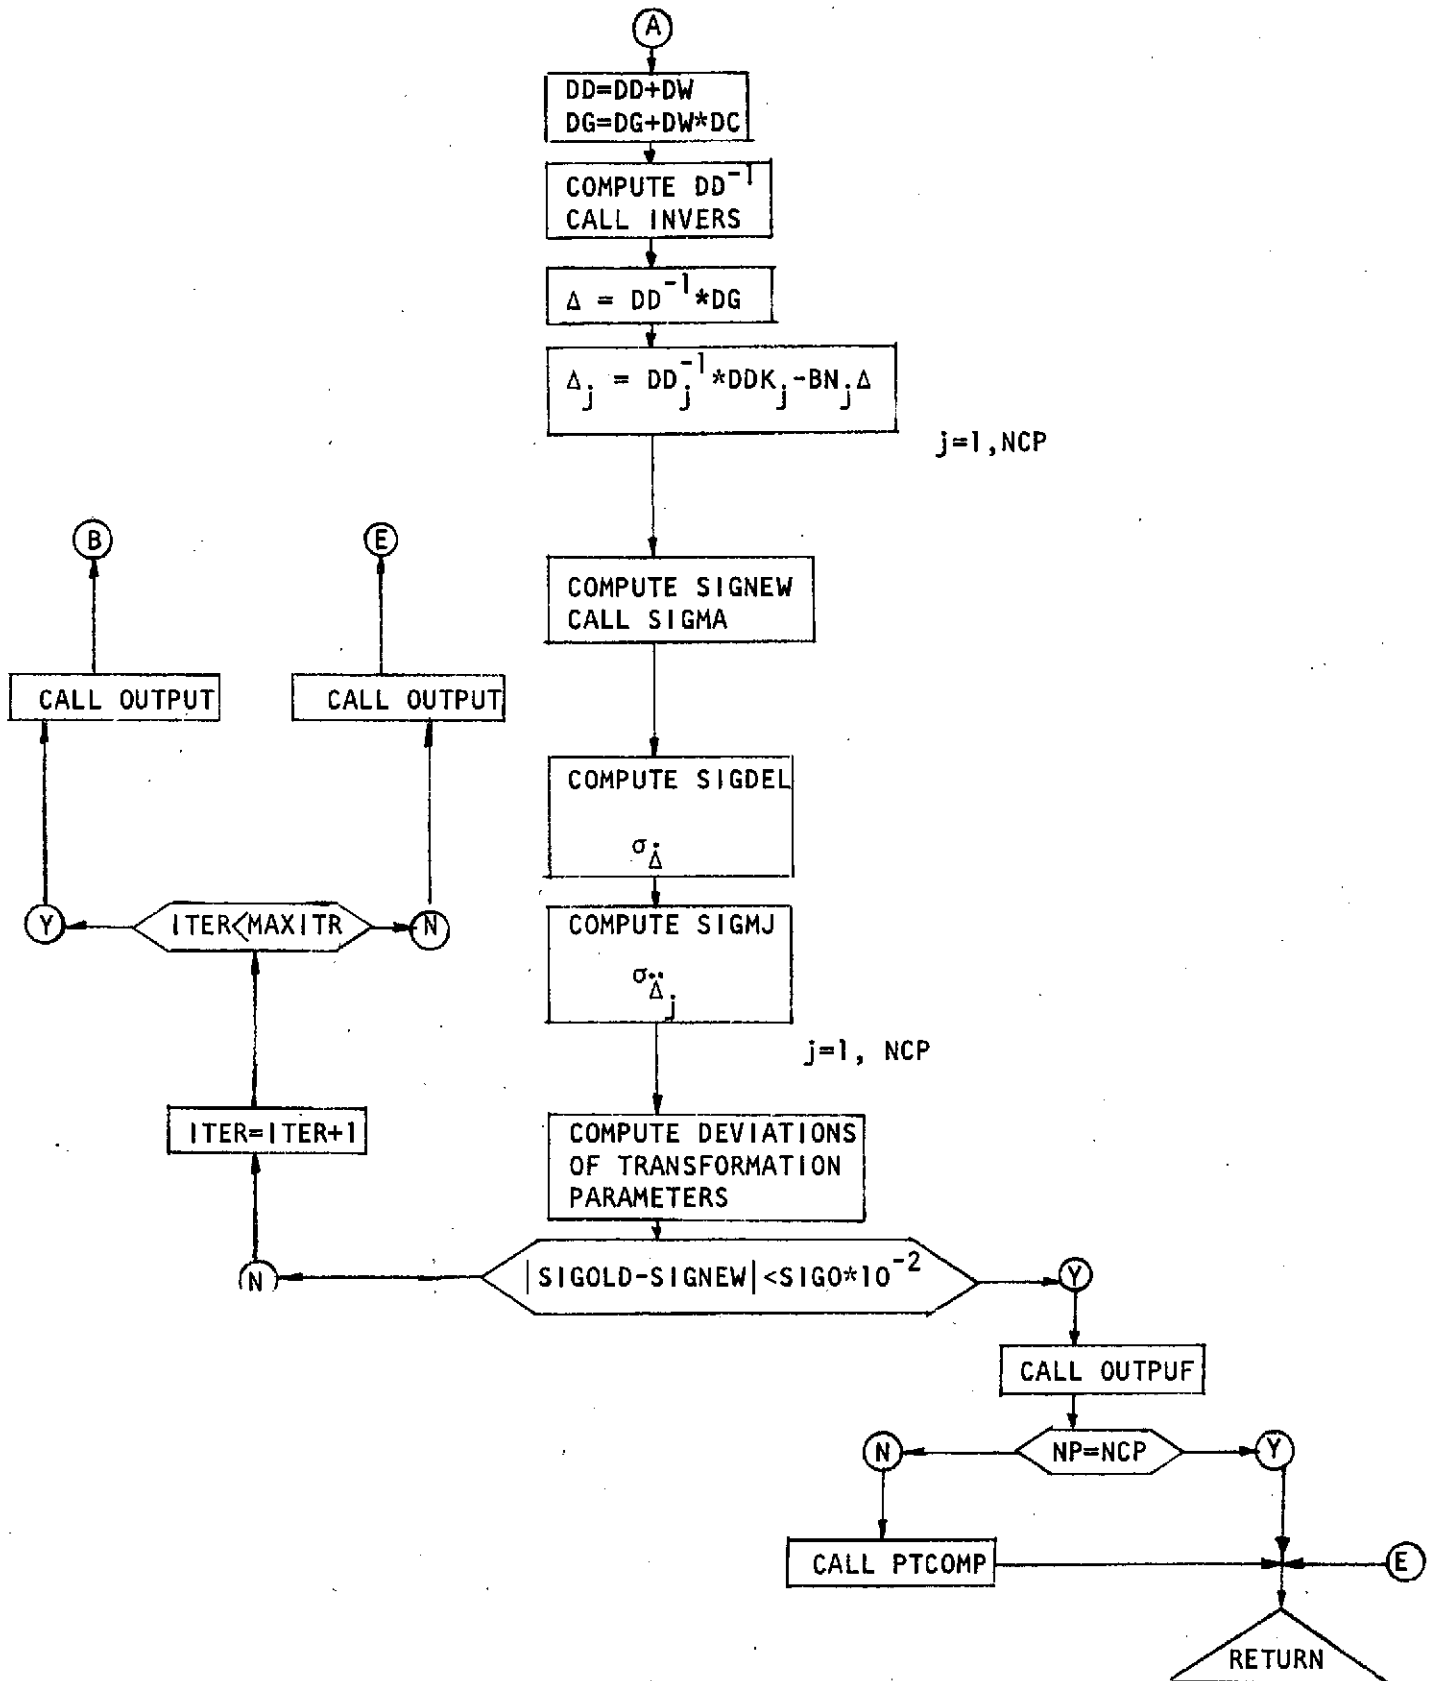 A
DD=DD+DW
DG=DG+DW*DC
COMPUTE DD⁻¹
CALL INVERS
Δ = DD⁻¹*DG
Δj = DDj⁻¹*DDKj-BNjΔ
j=1,NCP
B
E
COMPUTE SIGNEW
CALL SIGMA
CALL OUTPUT
CALL OUTPUT
COMPUTE SIGDEL
σΔ̇
Y
ITER<MAXITR
N
COMPUTE SIGMJ
σΔ̈j
j=1, NCP
ITER=ITER+1
COMPUTE DEVIATIONS
OF TRANSFORMATION
PARAMETERS
N
|SIGOLD-SIGNEW|<SIGO*10⁻²
Y
CALL OUTPUF
N
NP=NCP
Y
CALL PTCOMP
E
RETURN